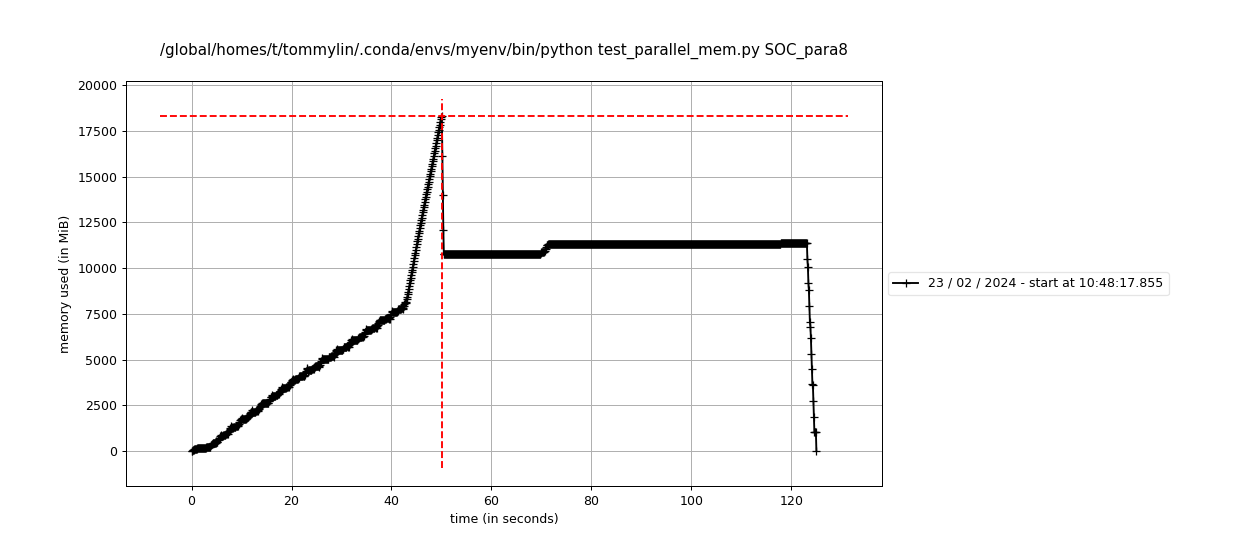 /global/homes/t/tommylin/.conda/envs/myenv/bin/python test_parallel_mem.py SOC_para8
20000
17500
15000
12500
10000
7500
5000
2500
0
memory used (in MiB)
0 20 40 60 80 100 120
time (in seconds)
23 / 02 / 2024 - start at 10:48:17.855